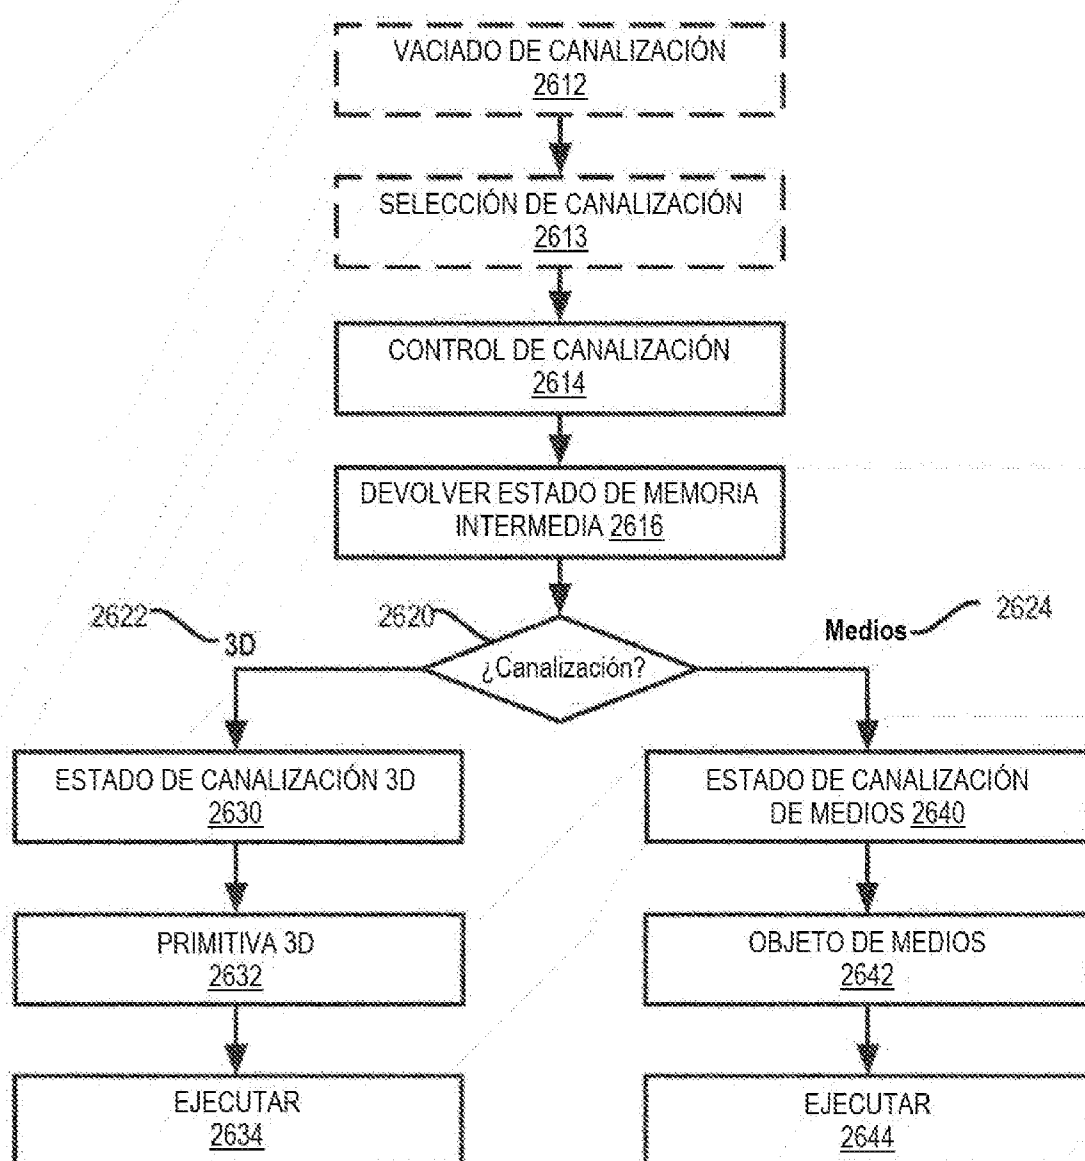 VACIADO DE CANALIZACIÓN
2612
SELECCIÓN DE CANALIZACIÓN
2613
CONTROL DE CANALIZACIÓN
2614
DEVOLVER ESTADO DE MEMORIA
INTERMEDIA 2616
2622
3D
2620
¿Canalización?
Medios
2624
ESTADO DE CANALIZACIÓN 3D
2630
PRIMITIVA 3D
2632
EJECUTAR
2634
ESTADO DE CANALIZACIÓN
DE MEDIOS 2640
OBJETO DE MEDIOS
2642
EJECUTAR
2644